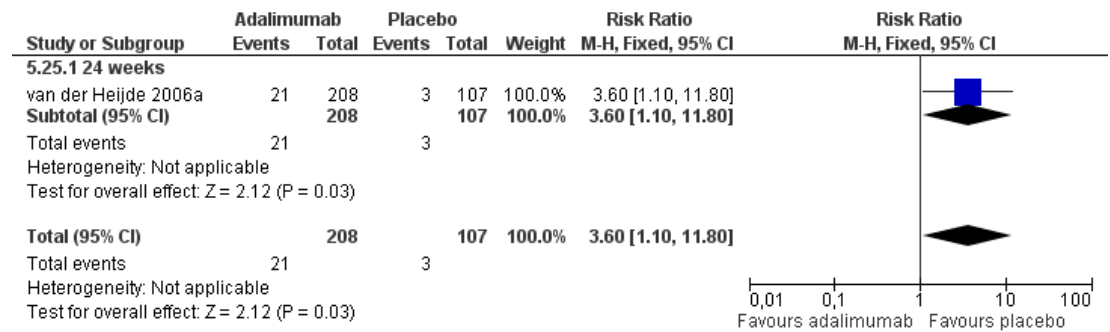 Adalimumab Placebo Risk Ratio Risk Ratio
Study or Subgroup Events Total Events Total Weight M-H, Fixed, 95% CI M-H, Fixed, 95% CI
5.25.1 24 weeks
van der Heijde 2006a 21 208 3 107 100.0% 3.60 [1.10, 11.80]
Subtotal (95% CI) 208 107 100.0% 3.60 [1.10, 11.80]
Total events 21 3
Heterogeneity: Not applicable
Test for overall effect: Z = 2.12 (P = 0.03)
Total (95% CI) 208 107 100.0% 3.60 [1.10, 11.80]
Total events 21 3
Heterogeneity: Not applicable
Test for overall effect: Z = 2.12 (P = 0.03)
0,01 0,1 1 10 100
Favours adalimumab Favours placebo